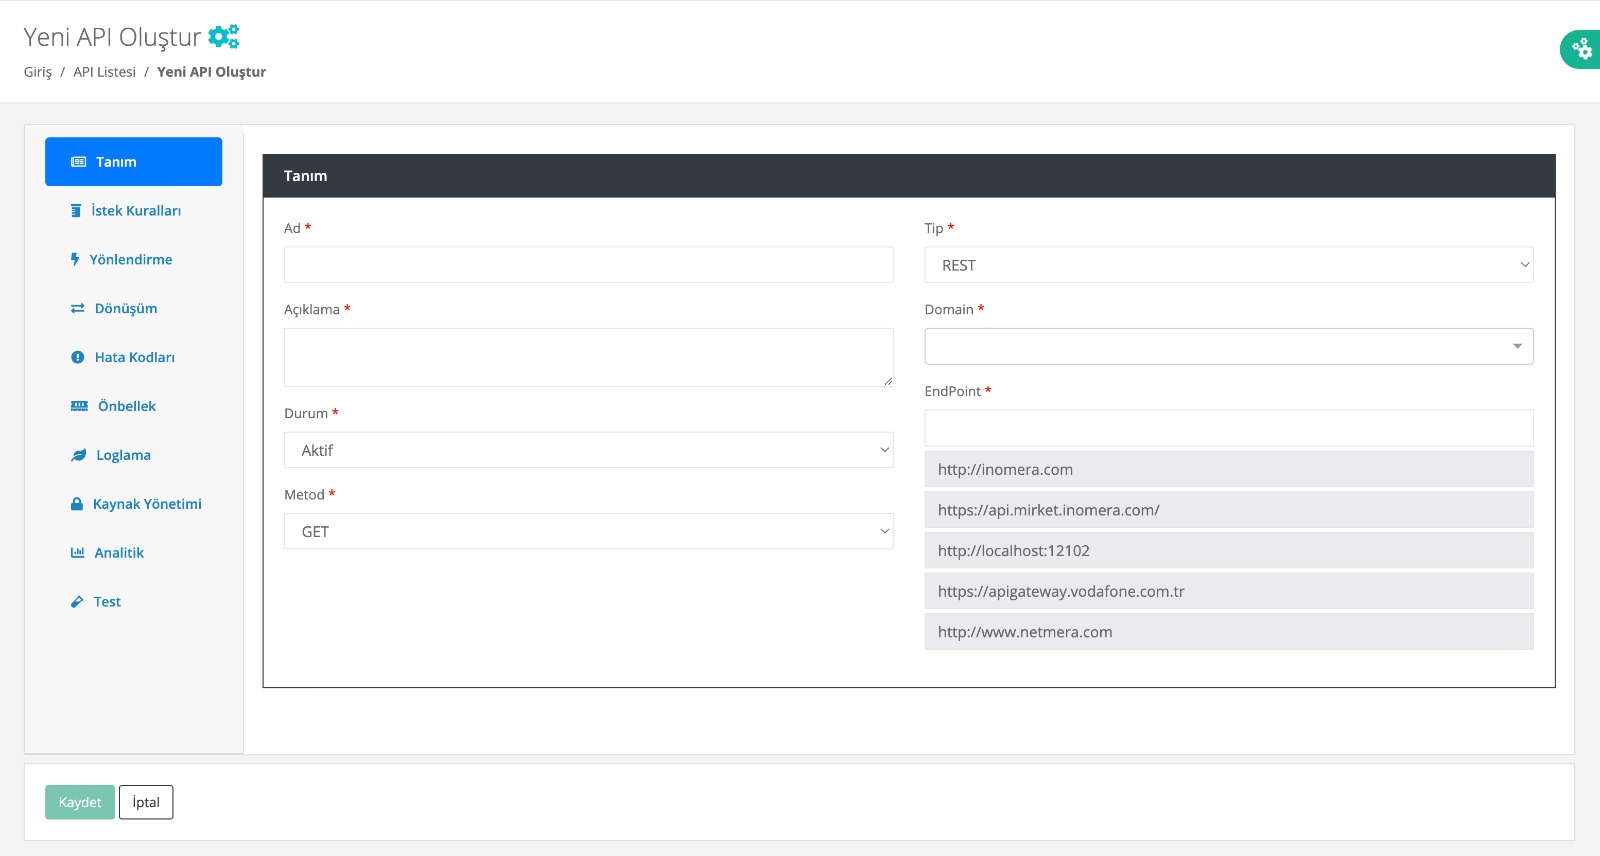 Yeni API Oluştur
Giriş / API Listesi / Yeni API Oluştur
Tanım
İstek Kuralları
Yönlendirme
Dönüşüm
Hata Kodları
Önbellek
Loglama
Kaynak Yönetimi
Analitik
Test
Tanım
Ad *
Açıklama *
Durum *
Aktif
Metod *
GET
Tip *
REST
Domain *
EndPoint *
http://inomera.com
https://api.mirket.inomera.com/
http://localhost:12102
https://apigateway.vodafone.com.tr
http://www.netmera.com
Kaydet
İptal